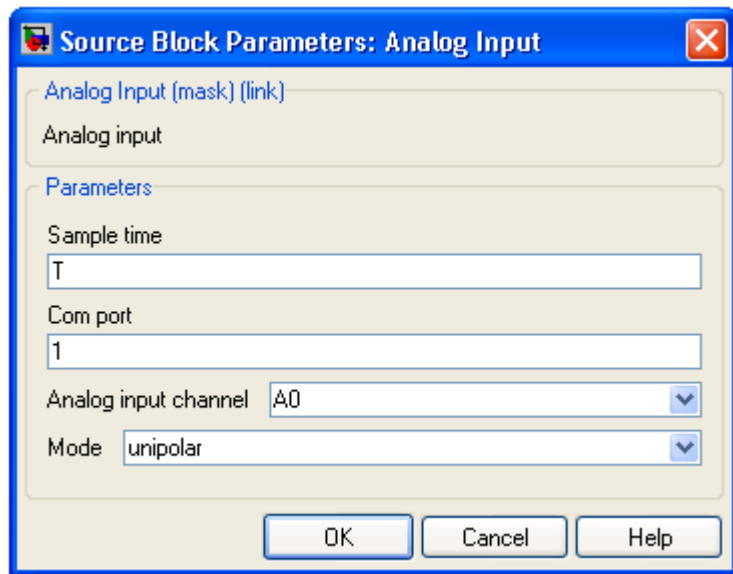 Source Block Parameters: Analog Input
Analog Input (mask) (link)
Analog input
Parameters
Sample time
T
Com port
1
Analog input channel A0
Mode unipolar
OK Cancel Help